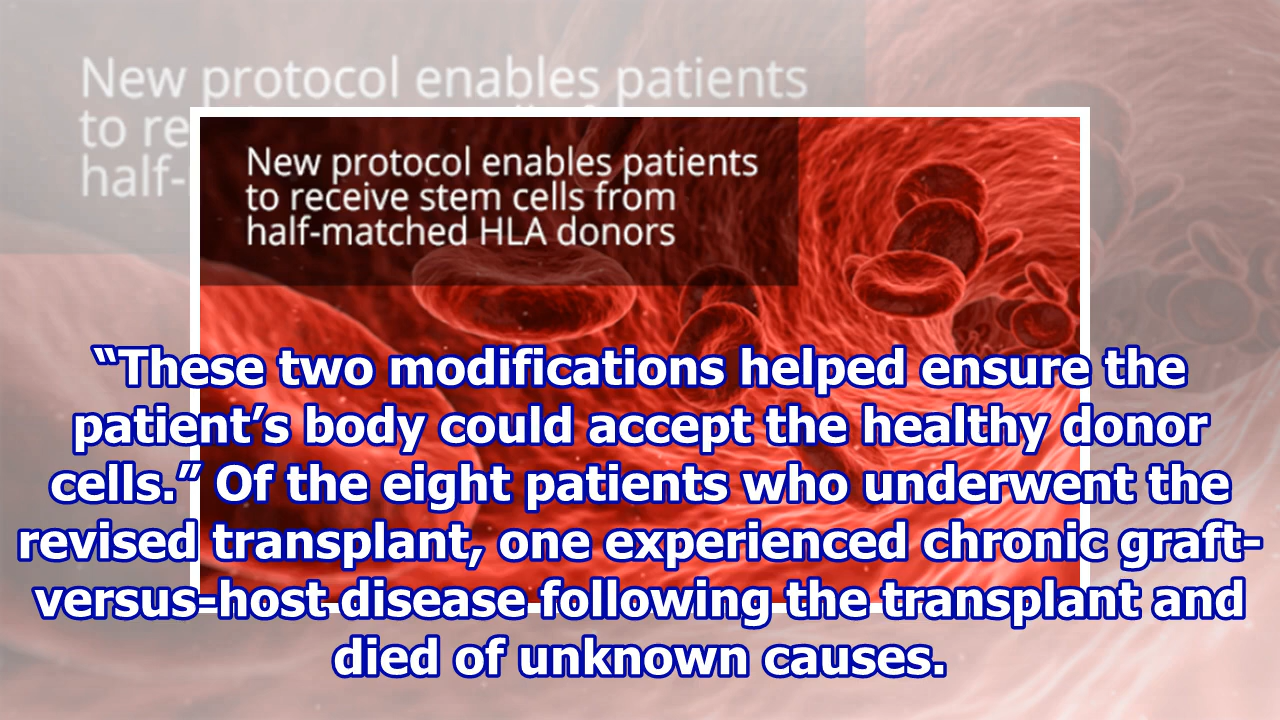 New protocol enables patients
to re
half-
New protocol enables patients
to receive stem cells from
half-matched HLA donors
“These two modifications helped ensure the
patient’s body could accept the healthy donor
cells.” Of the eight patients who underwent the
revised transplant, one experienced chronic graft-
versus-host disease following the transplant and
died of unknown causes.